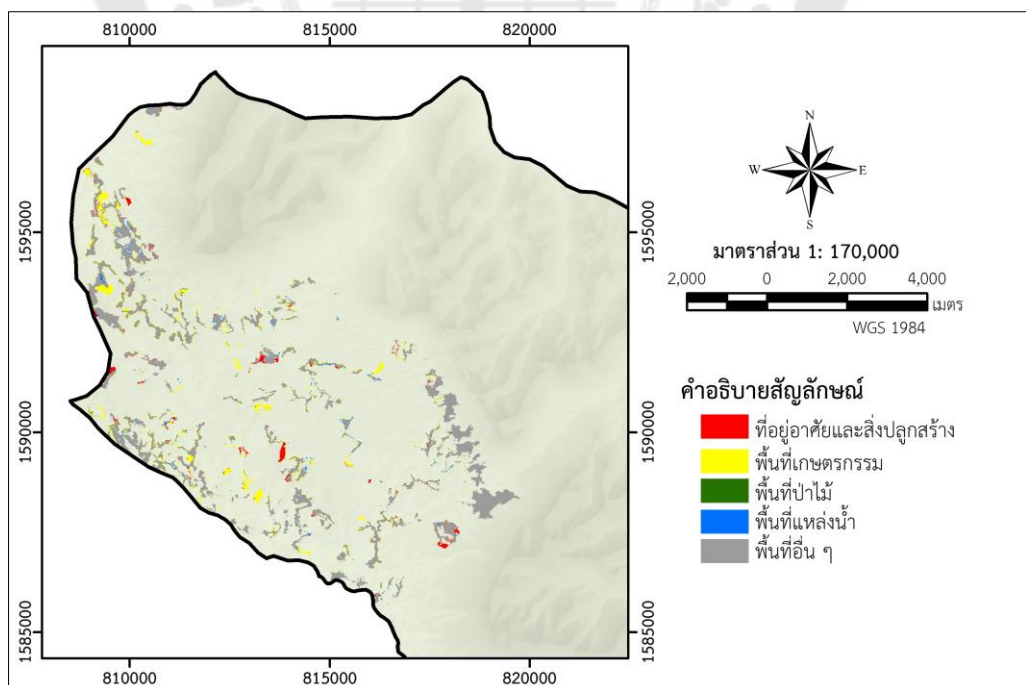 810000 815000 820000
1595000 1595000
1590000 1590000
1585000 1585000
810000 815000 820000
N
W E
S
มาตราส่วน 1: 170,000
2,000 0 2,000 4,000
เมตร
WGS 1984
คำอธิบายสัญลักษณ์
ที่อยู่อาศัยและสิ่งปลูกสร้าง
พื้นที่เกษตรกรรม
พื้นที่ป่าไม้
พื้นที่แหล่งน้ำ
พื้นที่อื่น ๆ